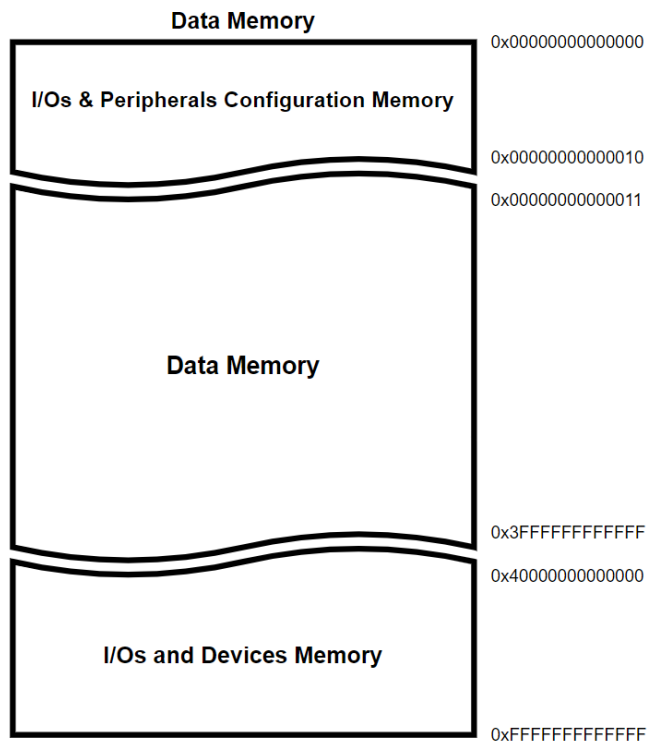 Data Memory
0x00000000000000
I/Os & Peripherals Configuration Memory
0x00000000000010
0x00000000000011
Data Memory
0x3FFFFFFFFFFFF
0x40000000000000
I/Os and Devices Memory
0xFFFFFFFFFFFFF